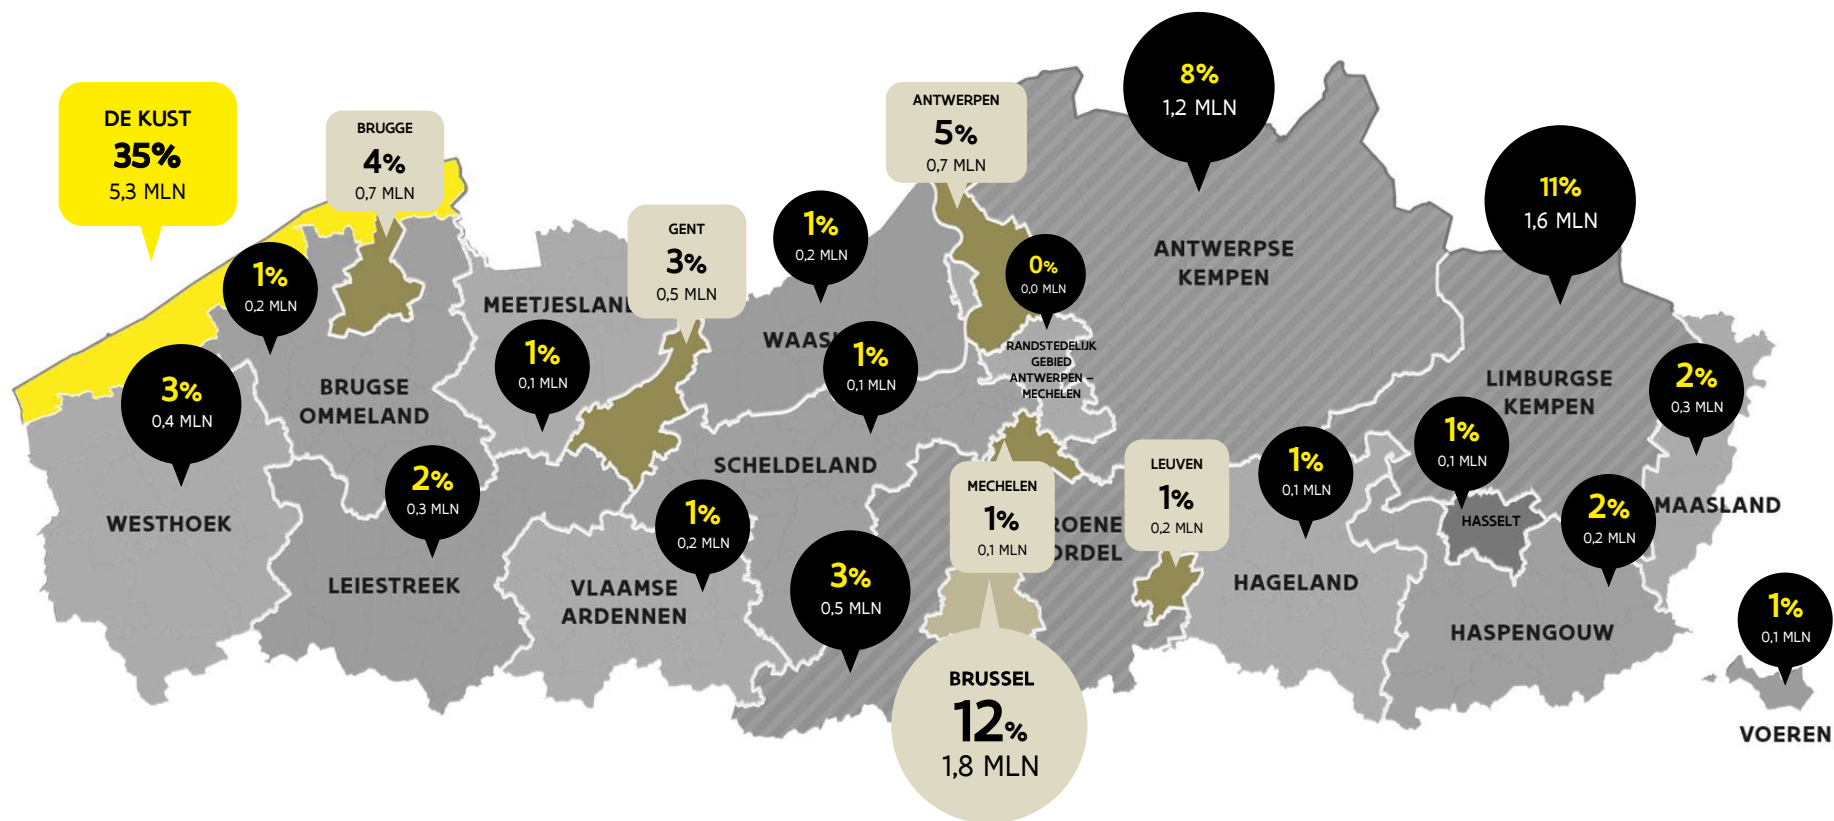 DE KUST
35%
5,3 MLN
BRUGGE
4%
0,7 MLN
GENT
3%
0,5 MLN
ANTWERPEN
5%
0,7 MLN
8%
1,2 MLN
11%
1,6 MLN
ANTWERPSE
KEMPEN
LIMBURGSE
KEMPEN
1%
0,2 MLN
1%
0,2 MLN
0%
0,0 MLN
MEETJESLAND
WAAS
1%
0,1 MLN
1%
0,1 MLN
RANDSTEDELIJK
GEBIED
ANTWERPEN –
MECHELEN
3%
0,4 MLN
BRUGSE
OMMELAND
2%
0,3 MLN
1%
0,1 MLN
SCHELDELAND
2%
0,3 MLN
1%
0,1 MLN
LEUVEN
1%
0,2 MLN
MECHELEN
1%
0,1 MLN
ROENE
ORDEL
WESTHOEK
1%
0,2 MLN
HASSELT
2%
0,2 MLN
MAASLAND
LEIESTREEK
VLAAMSE
ARDENNEN
3%
0,5 MLN
HAGELAND
HASPENGOUW
1%
0,1 MLN
VOEREN
BRUSSEL
12%
1,8 MLN